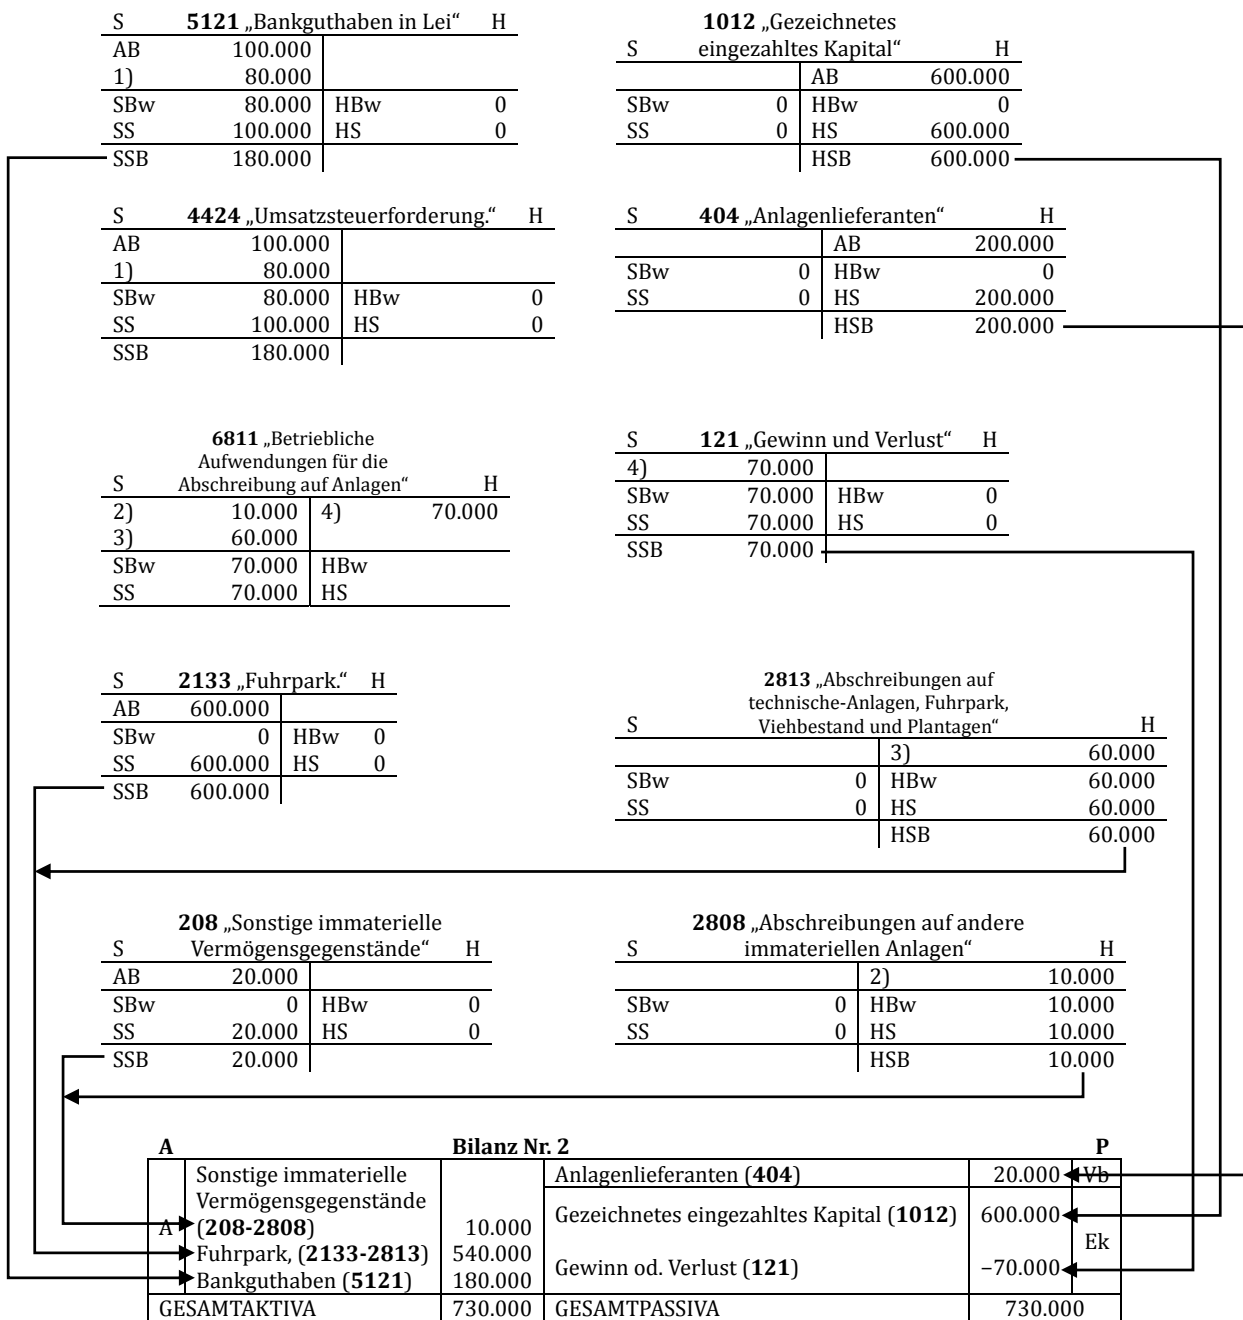 S 5121 „Bankguthaben in Lei“ H
AB 100.000
1) 80.000
SBw 80.000 HBw 0
SS 100.000 HS 0
SSB 180.000
1012 „Gezeichnetes
S eingezahltes Kapital“ H
AB 600.000
SBw 0 HBw 0
SS 0 HS 600.000
HSB 600.000
S 4424 „Umsatzsteuerforderung.“ H
AB 100.000
1) 80.000
SBw 80.000 HBw 0
SS 100.000 HS 0
SSB 180.000
S 404 „Anlagenlieferanten“ H
AB 200.000
SBw 0 HBw 0
SS 0 HS 200.000
HSB 200.000
6811 „Betriebliche
Aufwendungen für die
S Abschreibung auf Anlagen“ H
2) 10.000 4) 70.000
3) 60.000
SBw 70.000 HBw
SS 70.000 HS
S 121 „Gewinn und Verlust“ H
4) 70.000
SBw 70.000 HBw 0
SS 70.000 HS 0
SSB 70.000
S 2133 „Fuhrpark.“ H
AB 600.000
SBw 0 HBw 0
SS 600.000 HS 0
SSB 600.000
2813 „Abschreibungen auf
technische-Anlagen, Fuhrpark,
S Viehbestand und Plantagen“ H
3) 60.000
SBw 0 HBw 60.000
SS 0 HS 60.000
HSB 60.000
208 „Sonstige immaterielle
S Vermögensgegenstände“ H
AB 20.000
SBw 0 HBw 0
SS 20.000 HS 0
SSB 20.000
2808 „Abschreibungen auf andere
S immateriellen Anlagen“ H
2) 10.000
SBw 0 HBw 10.000
SS 0 HS 10.000
HSB 10.000
A Bilanz Nr. 2 P
Sonstige immaterielle Anlagenlieferanten (404) 20.000 Vb
Vermögensgegenstände
A (208-2808) 10.000 Gezeichnetes eingezahltes Kapital (1012) 600.000
Fuhrpark, (2133-2813) 540.000 Ek
Bankguthaben (5121) 180.000 Gewinn od. Verlust (121) –70.000
GESAMTAKTIVA 730.000 GESAMTPASSIVA 730.000